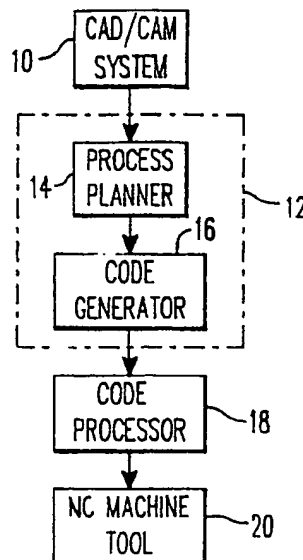 10
CAD/CAM
SYSTEM
14
PROCESS
PLANNER
12
16
CODE
GENERATOR
CODE
PROCESSOR
18
NC MACHINE
TOOL
20